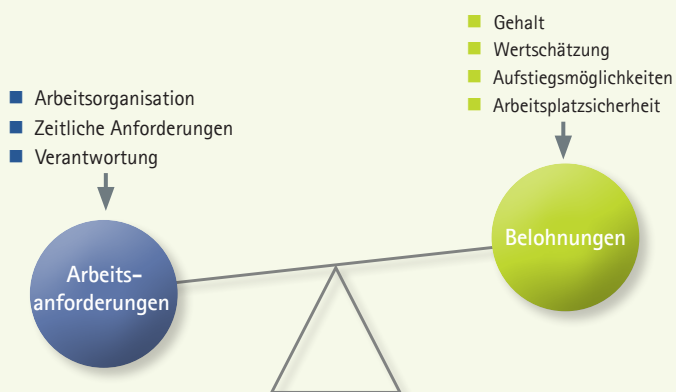 Gehalt
Wertschätzung
Aufstiegsmöglichkeiten
Arbeitsplatzsicherheit
Arbeitsorganisation
Zeitliche Anforderungen
Verantwortung
Belohnungen
Arbeits-
anforderungen